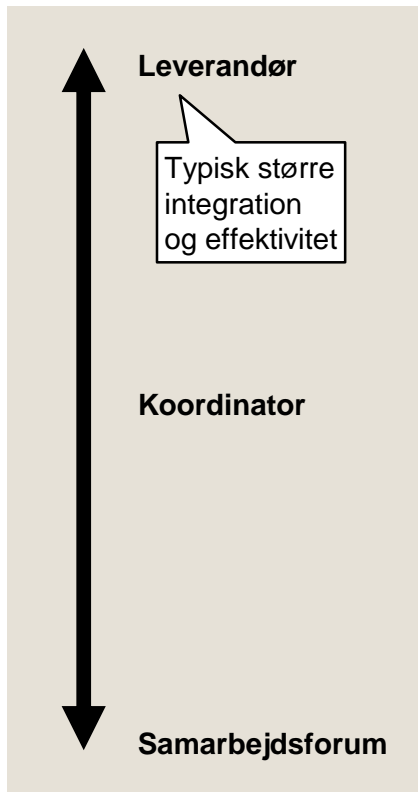 Leverandør
Typisk større
integration
og effektivitet
Koordinator
Samarbejdsforum